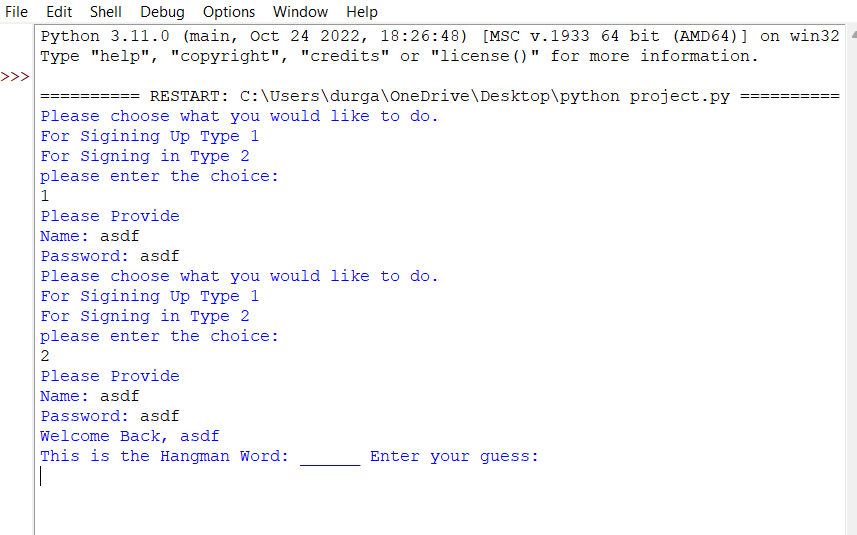 File Edit Shell Debug Options Window Help
Python 3.11.0 (main, Oct 24 2022, 18:26:48) [MSC v.1933 64 bit (AMD64)] on win32
Type "help", "copyright", "credits" or "license()" for more information.
>>>
========== RESTART: C:\Users\durga\OneDrive\Desktop\python project.py ==========
Please choose what you would like to do.
For Sigining Up Type 1
For Signing in Type 2
please enter the choice:
1
Please Provide
Name: asdf
Password: asdf
Please choose what you would like to do.
For Sigining Up Type 1
For Signing in Type 2
please enter the choice:
2
Please Provide
Name: asdf
Password: asdf
Welcome Back, asdf
This is the Hangman Word: ______ Enter your guess: